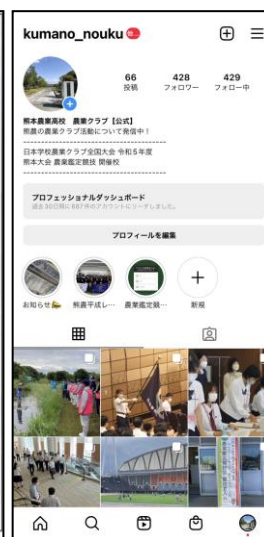 kumano_nouku
66 428 429
投稿 フォロワー フォロー中
熊本農業高校 農業クラブ【公式】
熊農の農業クラブ活動について発信中！
日本学校農業クラブ全国大会 令和5年度
熊本大会 農業鑑定競技 開催校
プロフェッショナルダッシュボード
過去30日間に887件のアカウントにリーチしました。
プロフィールを編集
お知らせ 熊農平成レ… 農業鑑定競… 新規